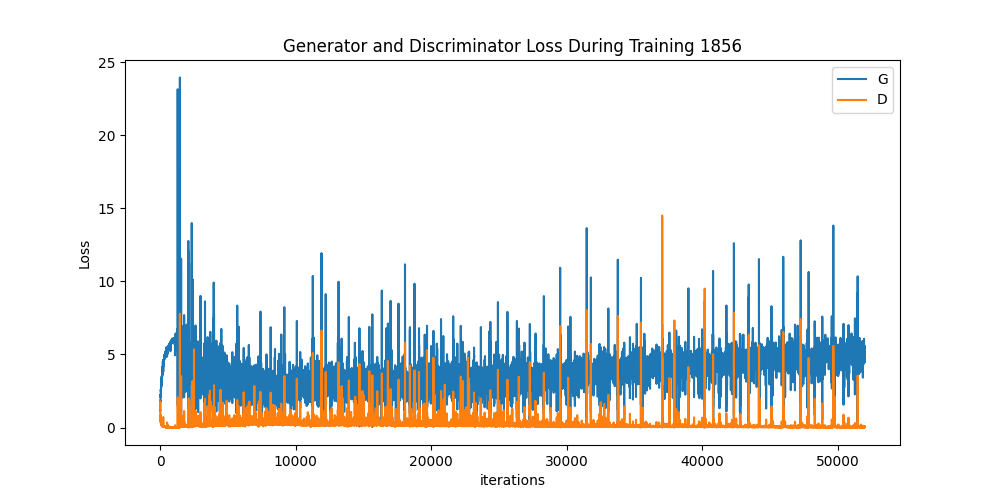 Generator and Discriminator Loss During Training 1856
G
D
25
20
15
10
5
0
Loss
0 10000 20000 30000 40000 50000
iterations